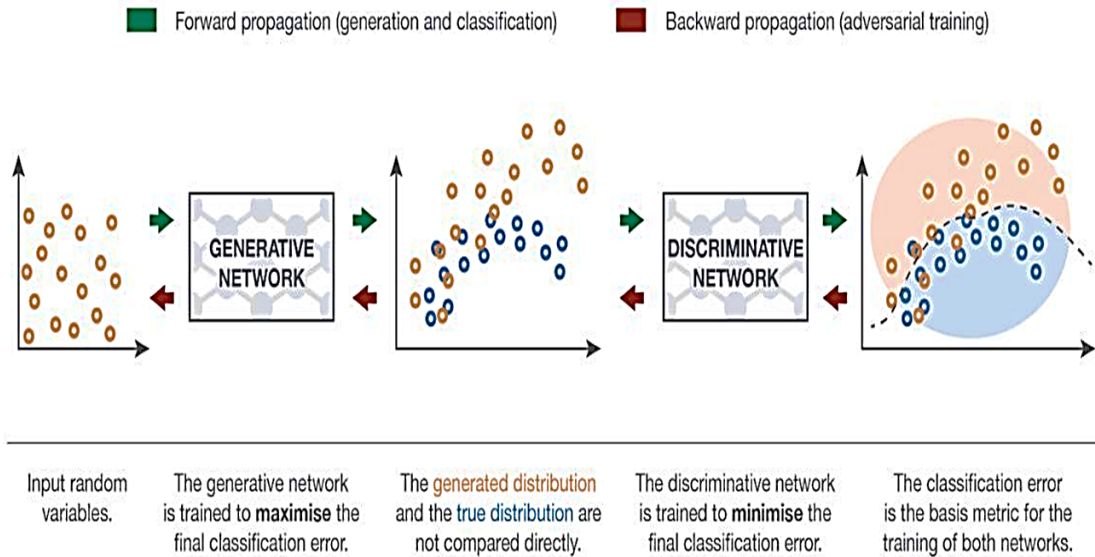 Forward propagation (generation and classification)
Backward propagation (adversarial training)
GENERATIVE
NETWORK
DISCRIMINATIVE
NETWORK
Input random
variables.
The generative network
is trained to maximise the
final classification error.
The generated distribution
and the true distribution are
not compared directly.
The discriminative network
is trained to minimise the
final classification error.
The classification error
is the basis metric for the
training of both networks.